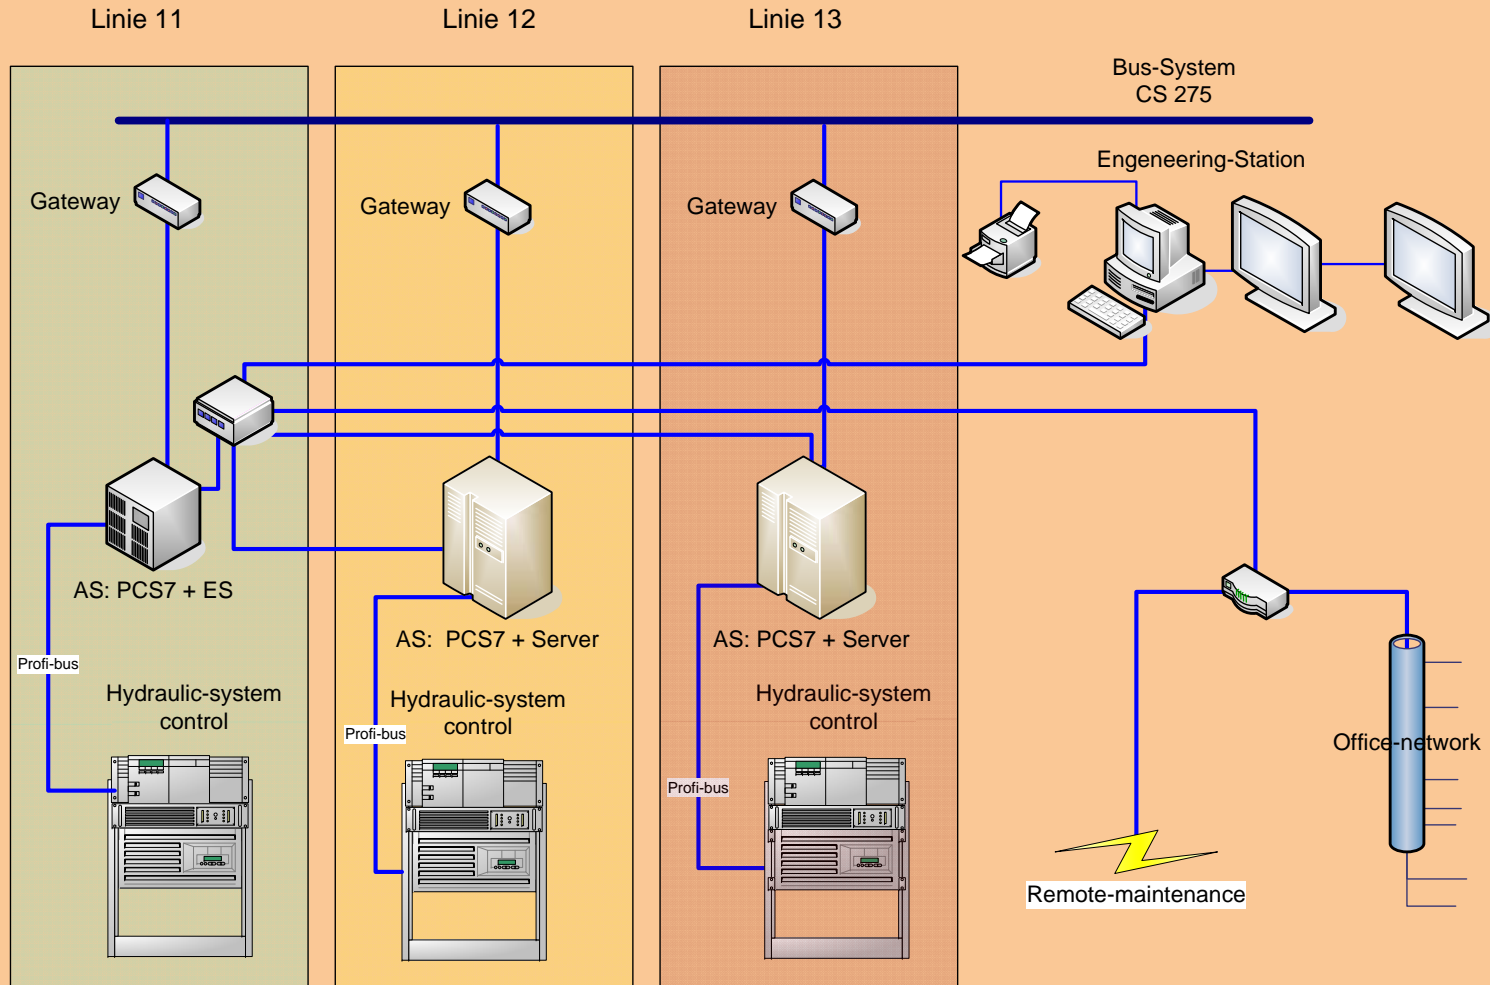 Linie 11
Linie 12
Linie 13
Bus-System
CS 275
Engeneering-Station
Gateway
Gateway
Gateway
AS: PCS7 + ES
AS:  PCS7 + Server
AS: PCS7 + Server
Profi-bus
Hydraulic-system
control
Hydraulic-system
control
Hydraulic-system
control
Profi-bus
Profi-bus
Office-network
Remote-maintenance